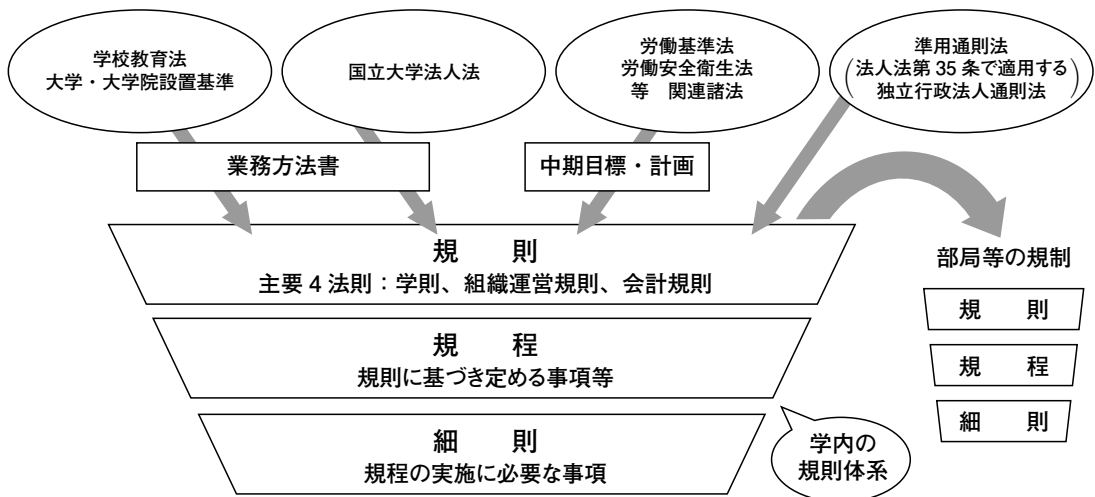 学校教育法
大学・大学院設置基準
国立大学法人法
労働基準法
労働安全衛生法
等　関連諸法
準用通則法
（法人法第 35 条で適用する
独立行政法人通則法）
業務方法書
中期目標・計画
規　則
主要 4 法則：学則、組織運営規則、会計規則
規　程
規則に基づき定める事項等
細　則
規程の実施に必要な事項
学内の
規則体系
部局等の規制
規　則
規　程
細　則